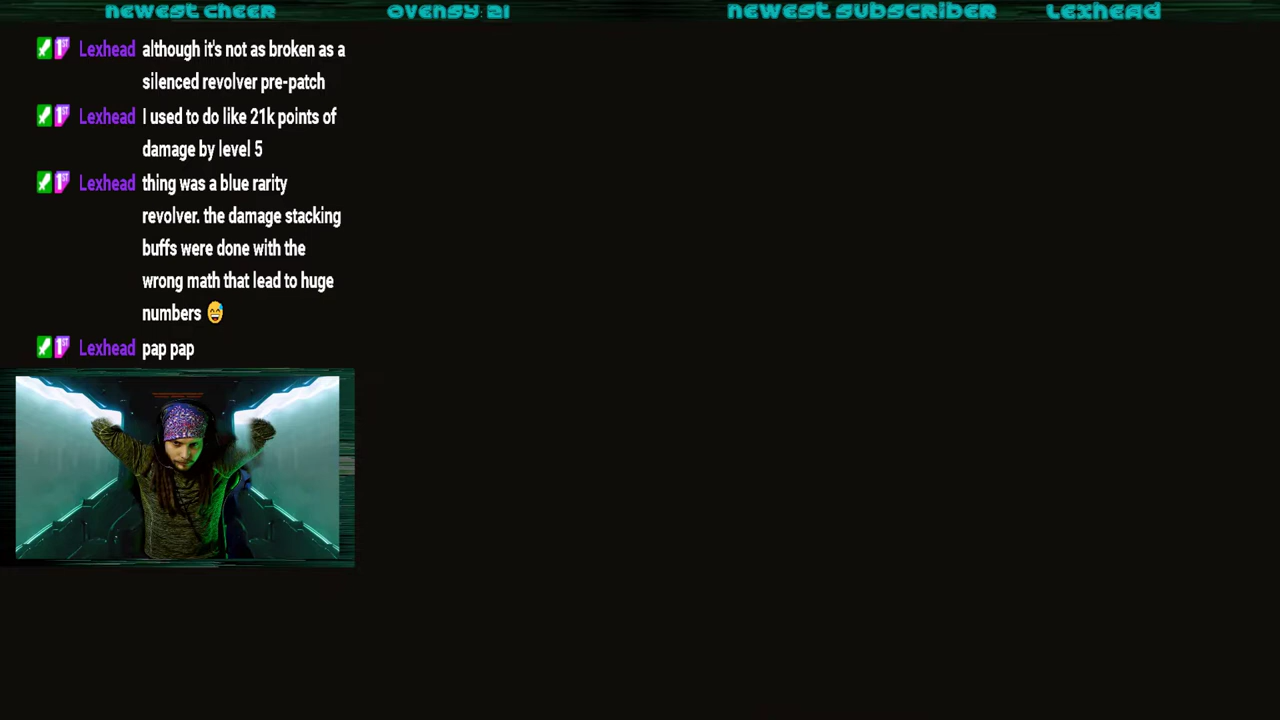 newest cheer ovensy 21 newest subscriber Lexhead
Lexhead although it's not as broken as a
silenced revolver pre-patch
Lexhead I used to do like 21k points of
damage by level 5
Lexhead thing was a blue rarity
revolver. the damage stacking
buffs were done with the
wrong math that lead to huge
numbers 😅
Lexhead pap pap